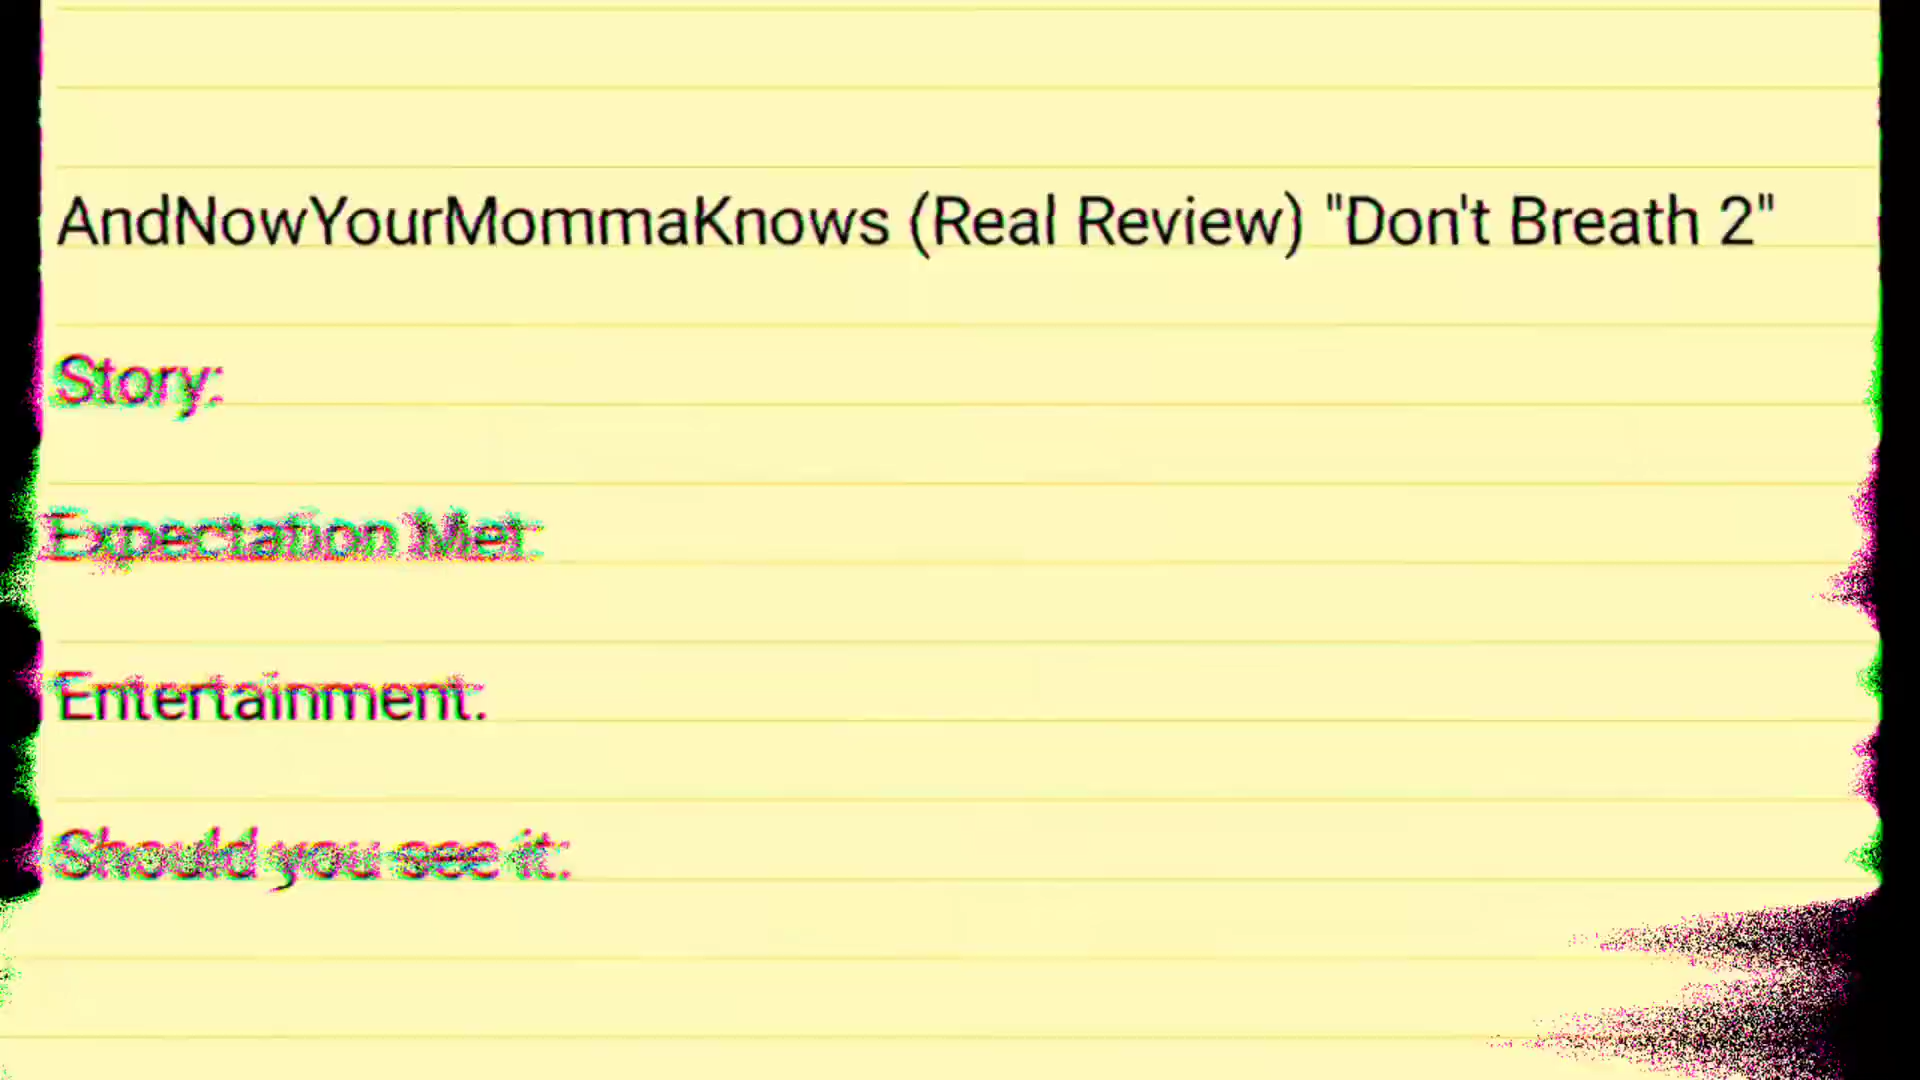 AndNowYourMommaKnows (Real Review) "Don't Breath 2"
Story:
Expectation Met:
Entertainment:
Should you see it: